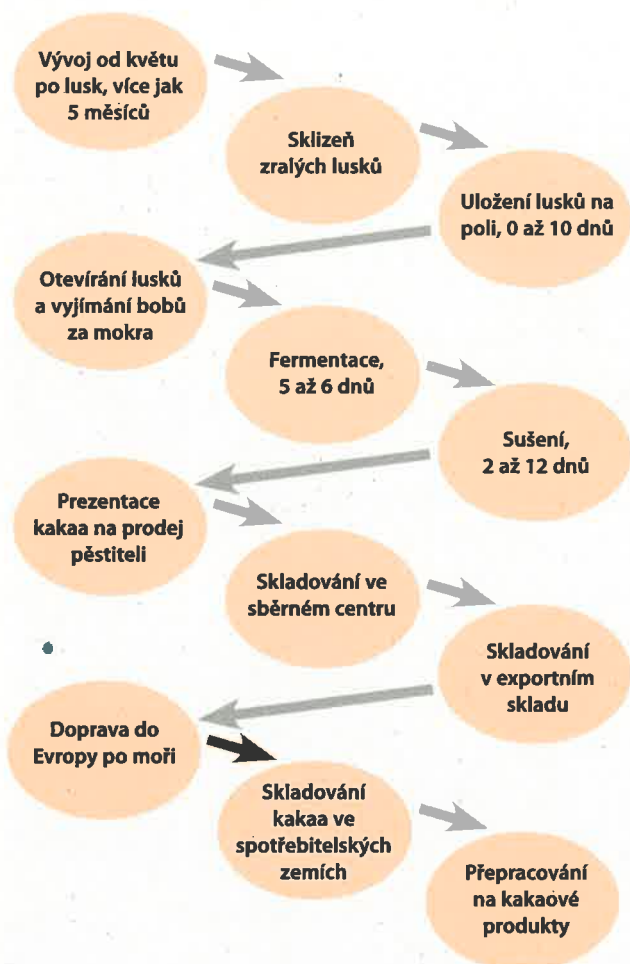 Vývoj od květu
po lusk, více jak
5 měsíců
Sklizeň
zralých lusků
Uložení lusků na
poli, 0 až 10 dnů
Otevírání lusků
a vyjímání bobů
za mokra
Fermentace,
5 až 6 dnů
Sušení,
2 až 12 dnů
Prezentace
kakaa na prodej
pěstiteli
Skladování ve
sběrném centru
Skladování
v exportním
skladu
Doprava do
Evropy po moři
Skladování
kakaa ve
spotřebitelských
zemích
Přepracování
na kakaové
produkty